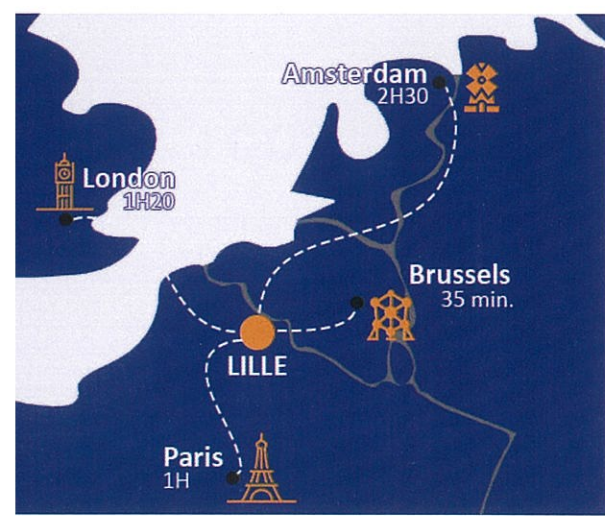 Amsterdam
2H30
London
1H20
Brussels
35 min.
LILLE
Paris
1H